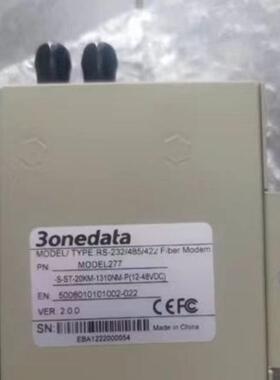 3onedata
MODEL/ TYPE: RS-232/485/422 Fiber Modem
PN: MODEL277
-S-ST-20KM-1310NM-P(12-48VDC)
EN: 5006010101002-022
VER: 2.0.0
CE FC
SN:
Made in China
EBA1222000054